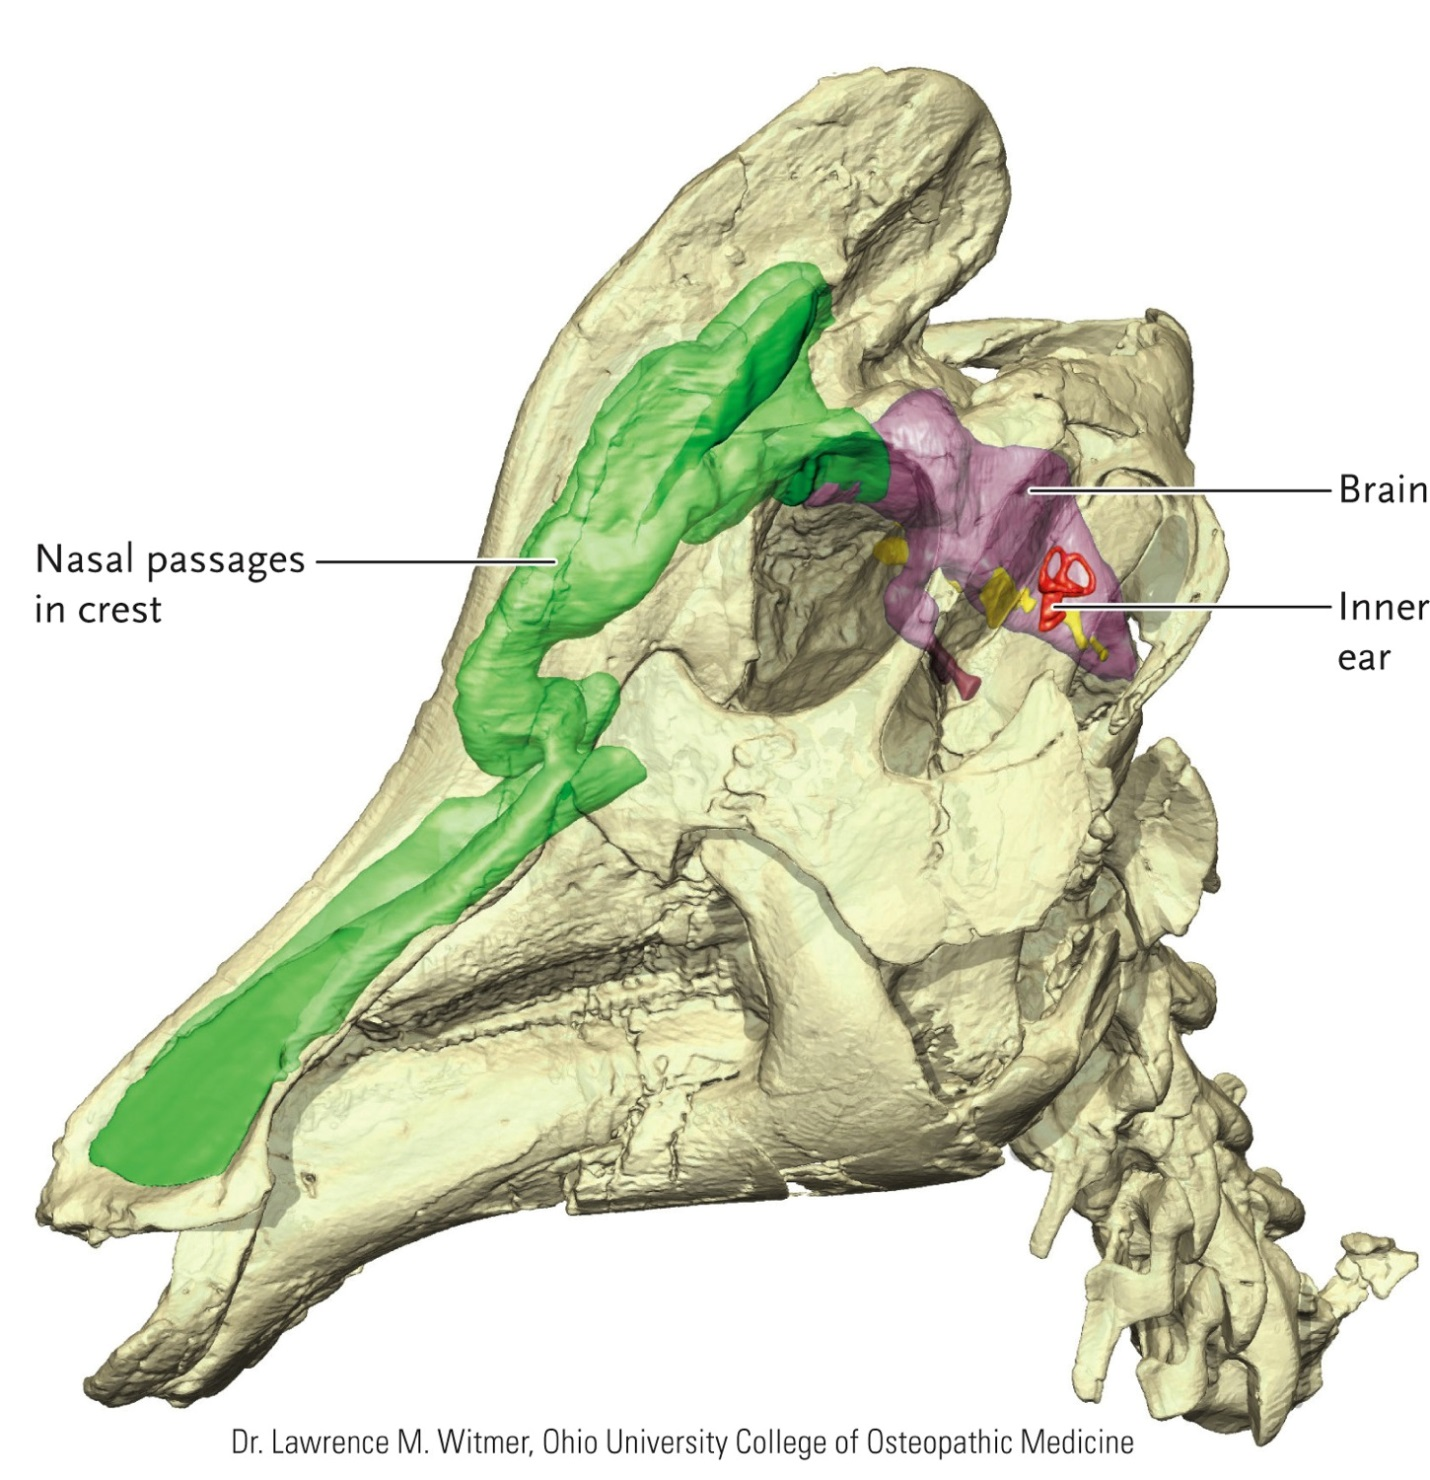 Brain
Nasal passages
in crest
Inner
ear
Dr. Lawrence M. Witmer, Ohio University College of Osteopathic Medicine